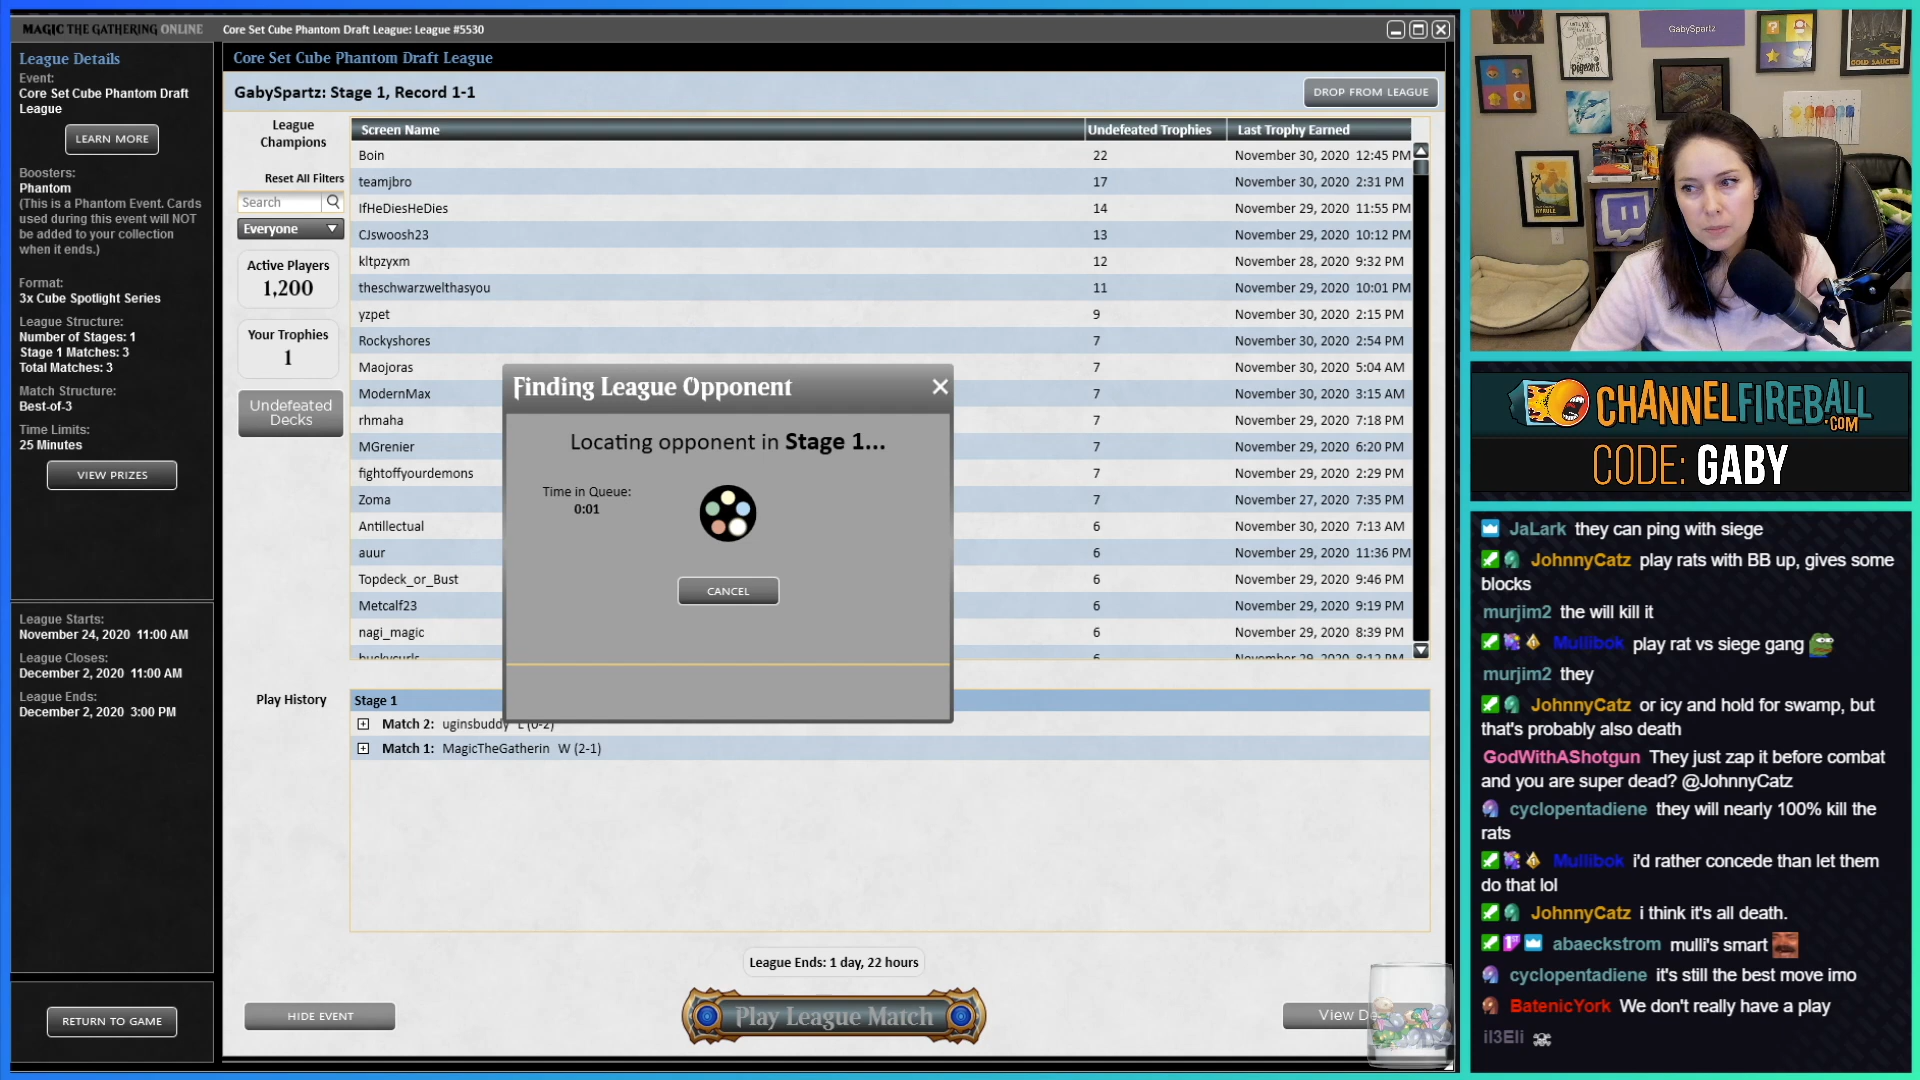 MAGIC THE GATHERING ONLINE
Core Set Cube Phantom Draft League: League #5530
League Details
Event:
Core Set Cube Phantom Draft
League
LEARN MORE
Boosters:
Phantom
(This is a Phantom Event. Cards
used during this event will NOT
be added to your collection
when it ends.)
Format:
3x Cube Spotlight Series
League Structure:
Number of Stages: 1
Stage 1 Matches: 3
Total Matches: 3
Match Structure:
Best-of-3
Time Limits:
25 Minutes
VIEW PRIZES
League Starts:
November 24, 2020 11:00 AM
League Closes:
December 2, 2020 11:00 AM
League Ends:
December 2, 2020 3:00 PM
RETURN TO GAME
Core Set Cube Phantom Draft League
GabySpartz: Stage 1, Record 1-1
DROP FROM LEAGUE
League
Champions
Reset All Filters
Search
Everyone
Active Players
1,200
Your Trophies
1
Undefeated
Decks
Screen Name Undefeated Trophies Last Trophy Earned
Boin 22 November 30, 2020 12:45 PM
teamjbro 17 November 30, 2020 2:31 PM
IfHeDiesHeDies 14 November 29, 2020 11:55 PM
CJswoosh23 13 November 29, 2020 10:12 PM
kltpzyxm 12 November 28, 2020 9:32 PM
theschwarzwelthasyou 11 November 29, 2020 10:01 PM
yzpet 9 November 30, 2020 2:15 PM
Rockyshores 7 November 30, 2020 2:54 PM
Maojoras 7 November 30, 2020 5:04 AM
ModernMax 7 November 30, 2020 3:15 AM
rhmaha 7 November 29, 2020 7:18 PM
MGrenier 7 November 29, 2020 6:20 PM
fightoffyourdemons 7 November 29, 2020 2:29 PM
Zoma 7 November 27, 2020 7:35 PM
Antillectual 6 November 30, 2020 7:13 AM
auur 6 November 29, 2020 11:36 PM
Topdeck_or_Bust 6 November 29, 2020 9:46 PM
Metcalf23 6 November 29, 2020 9:19 PM
nagi_magic 6 November 29, 2020 8:39 PM
6 November 29, 2020 8:12 PM
Finding League Opponent
Locating opponent in Stage 1...
Time in Queue:
0:01
CANCEL
Play History
Stage 1
Match 2: uginsbuddy L (0-2)
Match 1: MagicTheGatherin W (2-1)
League Ends: 1 day, 22 hours
HIDE EVENT
Play League Match
View De
GabySpartz
UNTIL THEN
pigeons
GOLD SAUCER
HYRULE
CHANNELFIREBALL
.COM
CODE: GABY
JaLark they can ping with siege
JohnnyCatz play rats with BB up, gives some
blocks
murjim2 the will kill it
Mullibok play rat vs siege gang
murjim2 they
JohnnyCatz or icy and hold for swamp, but
that's probably also death
GodWithAShotgun They just zap it before combat
and you are super dead? @JohnnyCatz
cyclopentadiene they will nearly 100% kill the
rats
Mullibok i'd rather concede than let them
do that lol
JohnnyCatz i think it's all death.
1ST abaeckstrom mulli's smart
cyclopentadiene it's still the best move imo
BatenicYork We don't really have a play
il3Eli